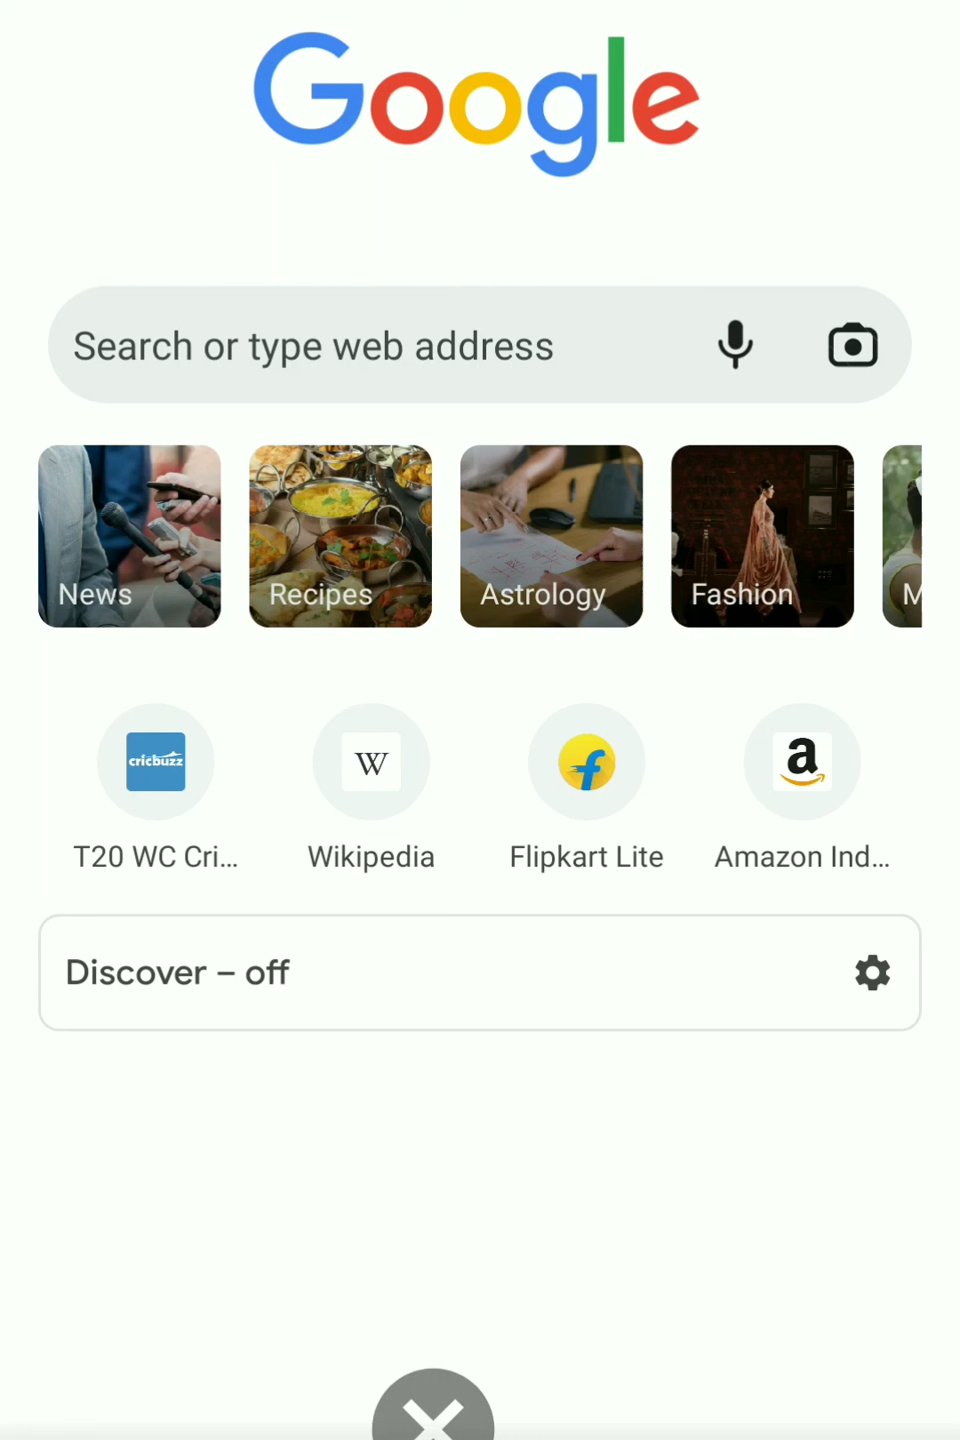 Google
Search or type web address
News
Recipes
Astrology
Fashion
M
cricbuzz
W
f
a
T20 WC Cri...
Wikipedia
Flipkart Lite
Amazon Ind...
Discover – off